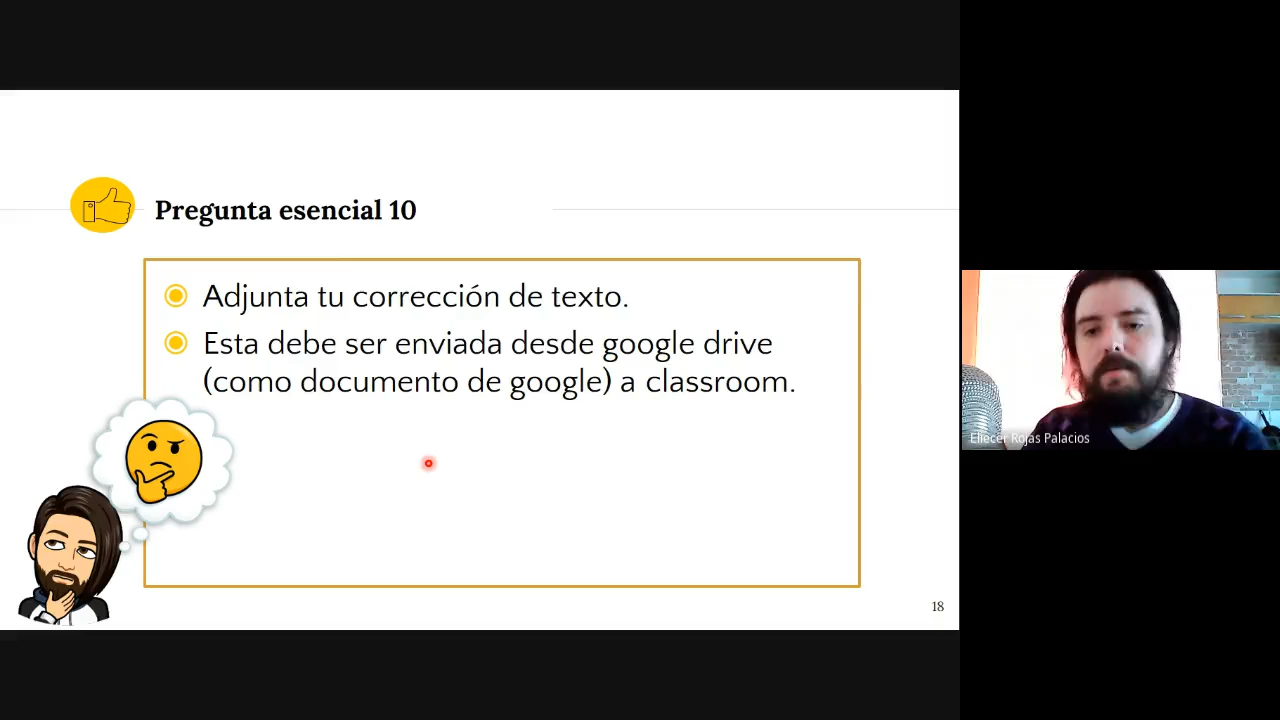 Pregunta esencial 10
Adjunta tu corrección de texto.
Esta debe ser enviada desde google drive
(como documento de google) a classroom.
18
Eliecer Rojas Palacios